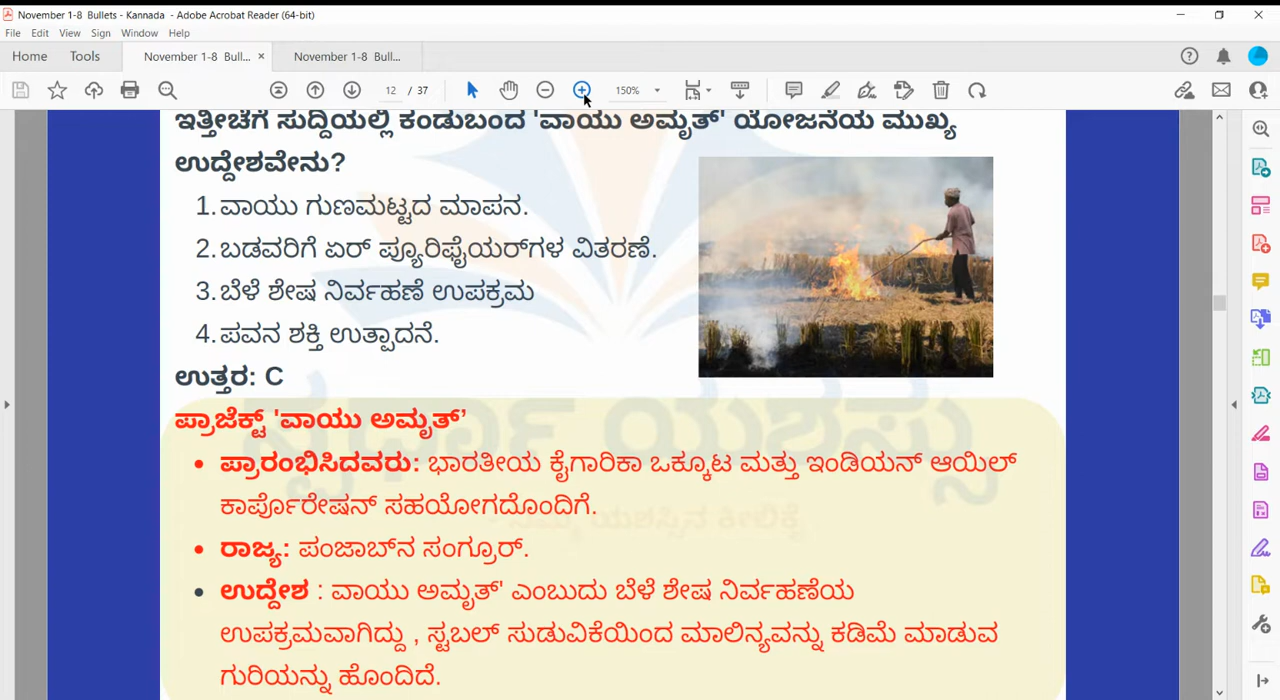 November 1-8 Bullets - Kannada - Adobe Acrobat Reader (64-bit)
File Edit View Sign Window Help
Home Tools November 1-8 Bull... × November 1-8 Bull...
12 / 37 150%
ಇತ್ತೀಚೆಗೆ ಸುದ್ದಿಯಲ್ಲಿ ಕಂಡುಬಂದ 'ವಾಯು ಅಮೃತ್' ಯೋಜನೆಯ ಮುಖ್ಯ
ಉದ್ದೇಶವೇನು?
1. ವಾಯು ಗುಣಮಟ್ಟದ ಮಾಪನ.
2. ಬಡವರಿಗೆ ಏರ್ ಪ್ಯೂರಿಫೈಯರ್‌ಗಳ ವಿತರಣೆ.
3. ಬೆಳೆ ಶೇಷ ನಿರ್ವಹಣೆ ಉಪಕ್ರಮ
4. ಪವನ ಶಕ್ತಿ ಉತ್ಪಾದನೆ.
ಉತ್ತರ: C
ಸ್ಪರ್ಧಾ ಯಶಸ್ಸು
ಪ್ರಾಜೆಕ್ಟ್ 'ವಾಯು ಅಮೃತ್’
• ಪ್ರಾರಂಭಿಸಿದವರು: ಭಾರತೀಯ ಕೈಗಾರಿಕಾ ಒಕ್ಕೂಟ ಮತ್ತು ಇಂಡಿಯನ್ ಆಯಿಲ್
ಕಾರ್ಪೊರೇಷನ್ ಸಹಯೋಗದೊಂದಿಗೆ.
• ರಾಜ್ಯ: ಪಂಜಾಬ್‌ನ ಸಂಗ್ರೂರ್.
• ಉದ್ದೇಶ : ವಾಯು ಅಮೃತ್' ಎಂಬುದು ಬೆಳೆ ಶೇಷ ನಿರ್ವಹಣೆಯ
ಉಪಕ್ರಮವಾಗಿದ್ದು , ಸ್ಟಬಲ್ ಸುಡುವಿಕೆಯಿಂದ ಮಾಲಿನ್ಯವನ್ನು ಕಡಿಮೆ ಮಾಡುವ
ಗುರಿಯನ್ನು ಹೊಂದಿದೆ.